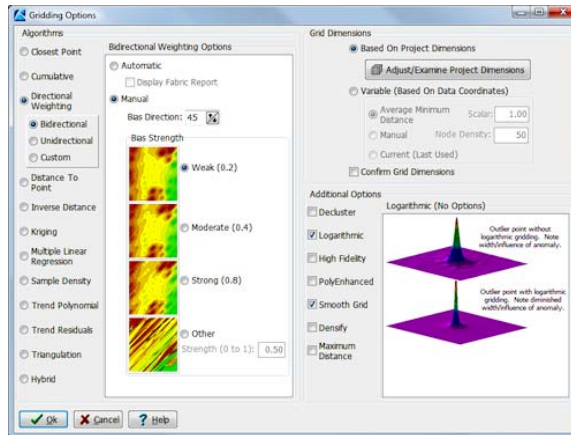 Gridding Options
Algorithms
Closest Point
Cumulative
Directional
Weighting
Bidirectional
Unidirectional
Custom
Distance To
Point
Inverse Distance
Kriging
Multiple Linear
Regression
Sample Density
Trend Polynomial
Trend Residuals
Triangulation
Hybrid
Bidirectional Weighting Options
Automatic
Display Fabric Report
Manual
Bias Direction: 45
Bias Strength
Weak (0.2)
Moderate (0.4)
Strong (0.8)
Other
Strength (0 to 1): 0.50
Grid Dimensions
Based On Project Dimensions
Adjust/Examine Project Dimensions
Variable (Based On Data Coordinates)
Average Minimum
Distance
Scalar: 1.00
Manual
Node Density: 50
Current (Last Used)
Confirm Grid Dimensions
Additional Options
Decluster
Logarithmic
High Fidelity
PolyEnhanced
Smooth Grid
Densify
Maximum
Distance
Logarithmic (No Options)
Outlier point without
logarithmic gridding. Note
width/influence of anomaly.
Outlier point with logarithmic
gridding. Note diminished
width/influence of anomaly.
Ok
Cancel
Help